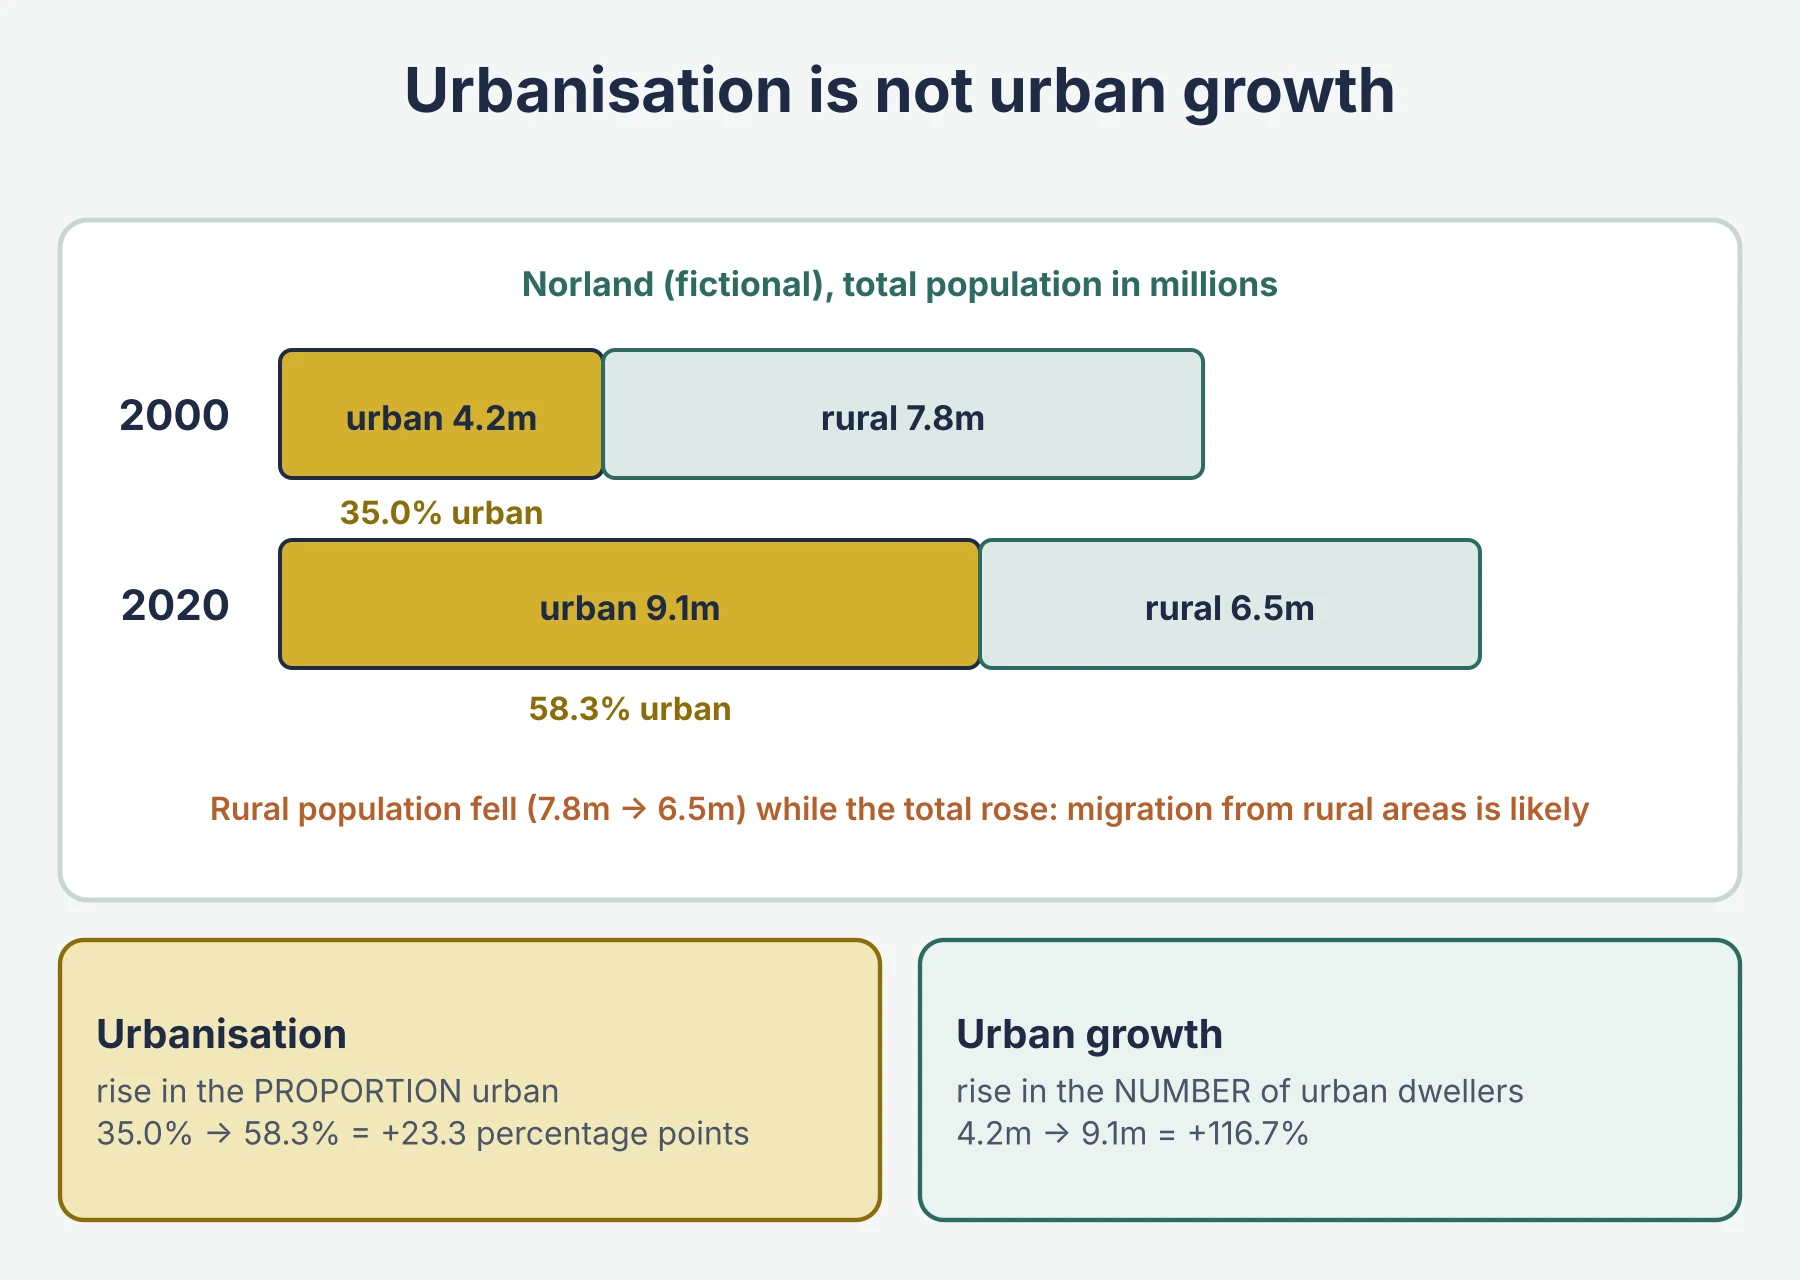 Urbanisation is not urban growth
Norland (fictional), total population in millions
2000
urban 4.2m
rural 7.8m
35.0% urban
2020
urban 9.1m
rural 6.5m
58.3% urban
Rural population fell (7.8m → 6.5m) while the total rose: migration from rural areas is likely
Urbanisation
rise in the PROPORTION urban
35.0% → 58.3% = +23.3 percentage points
Urban growth
rise in the NUMBER of urban dwellers
4.2m → 9.1m = +116.7%